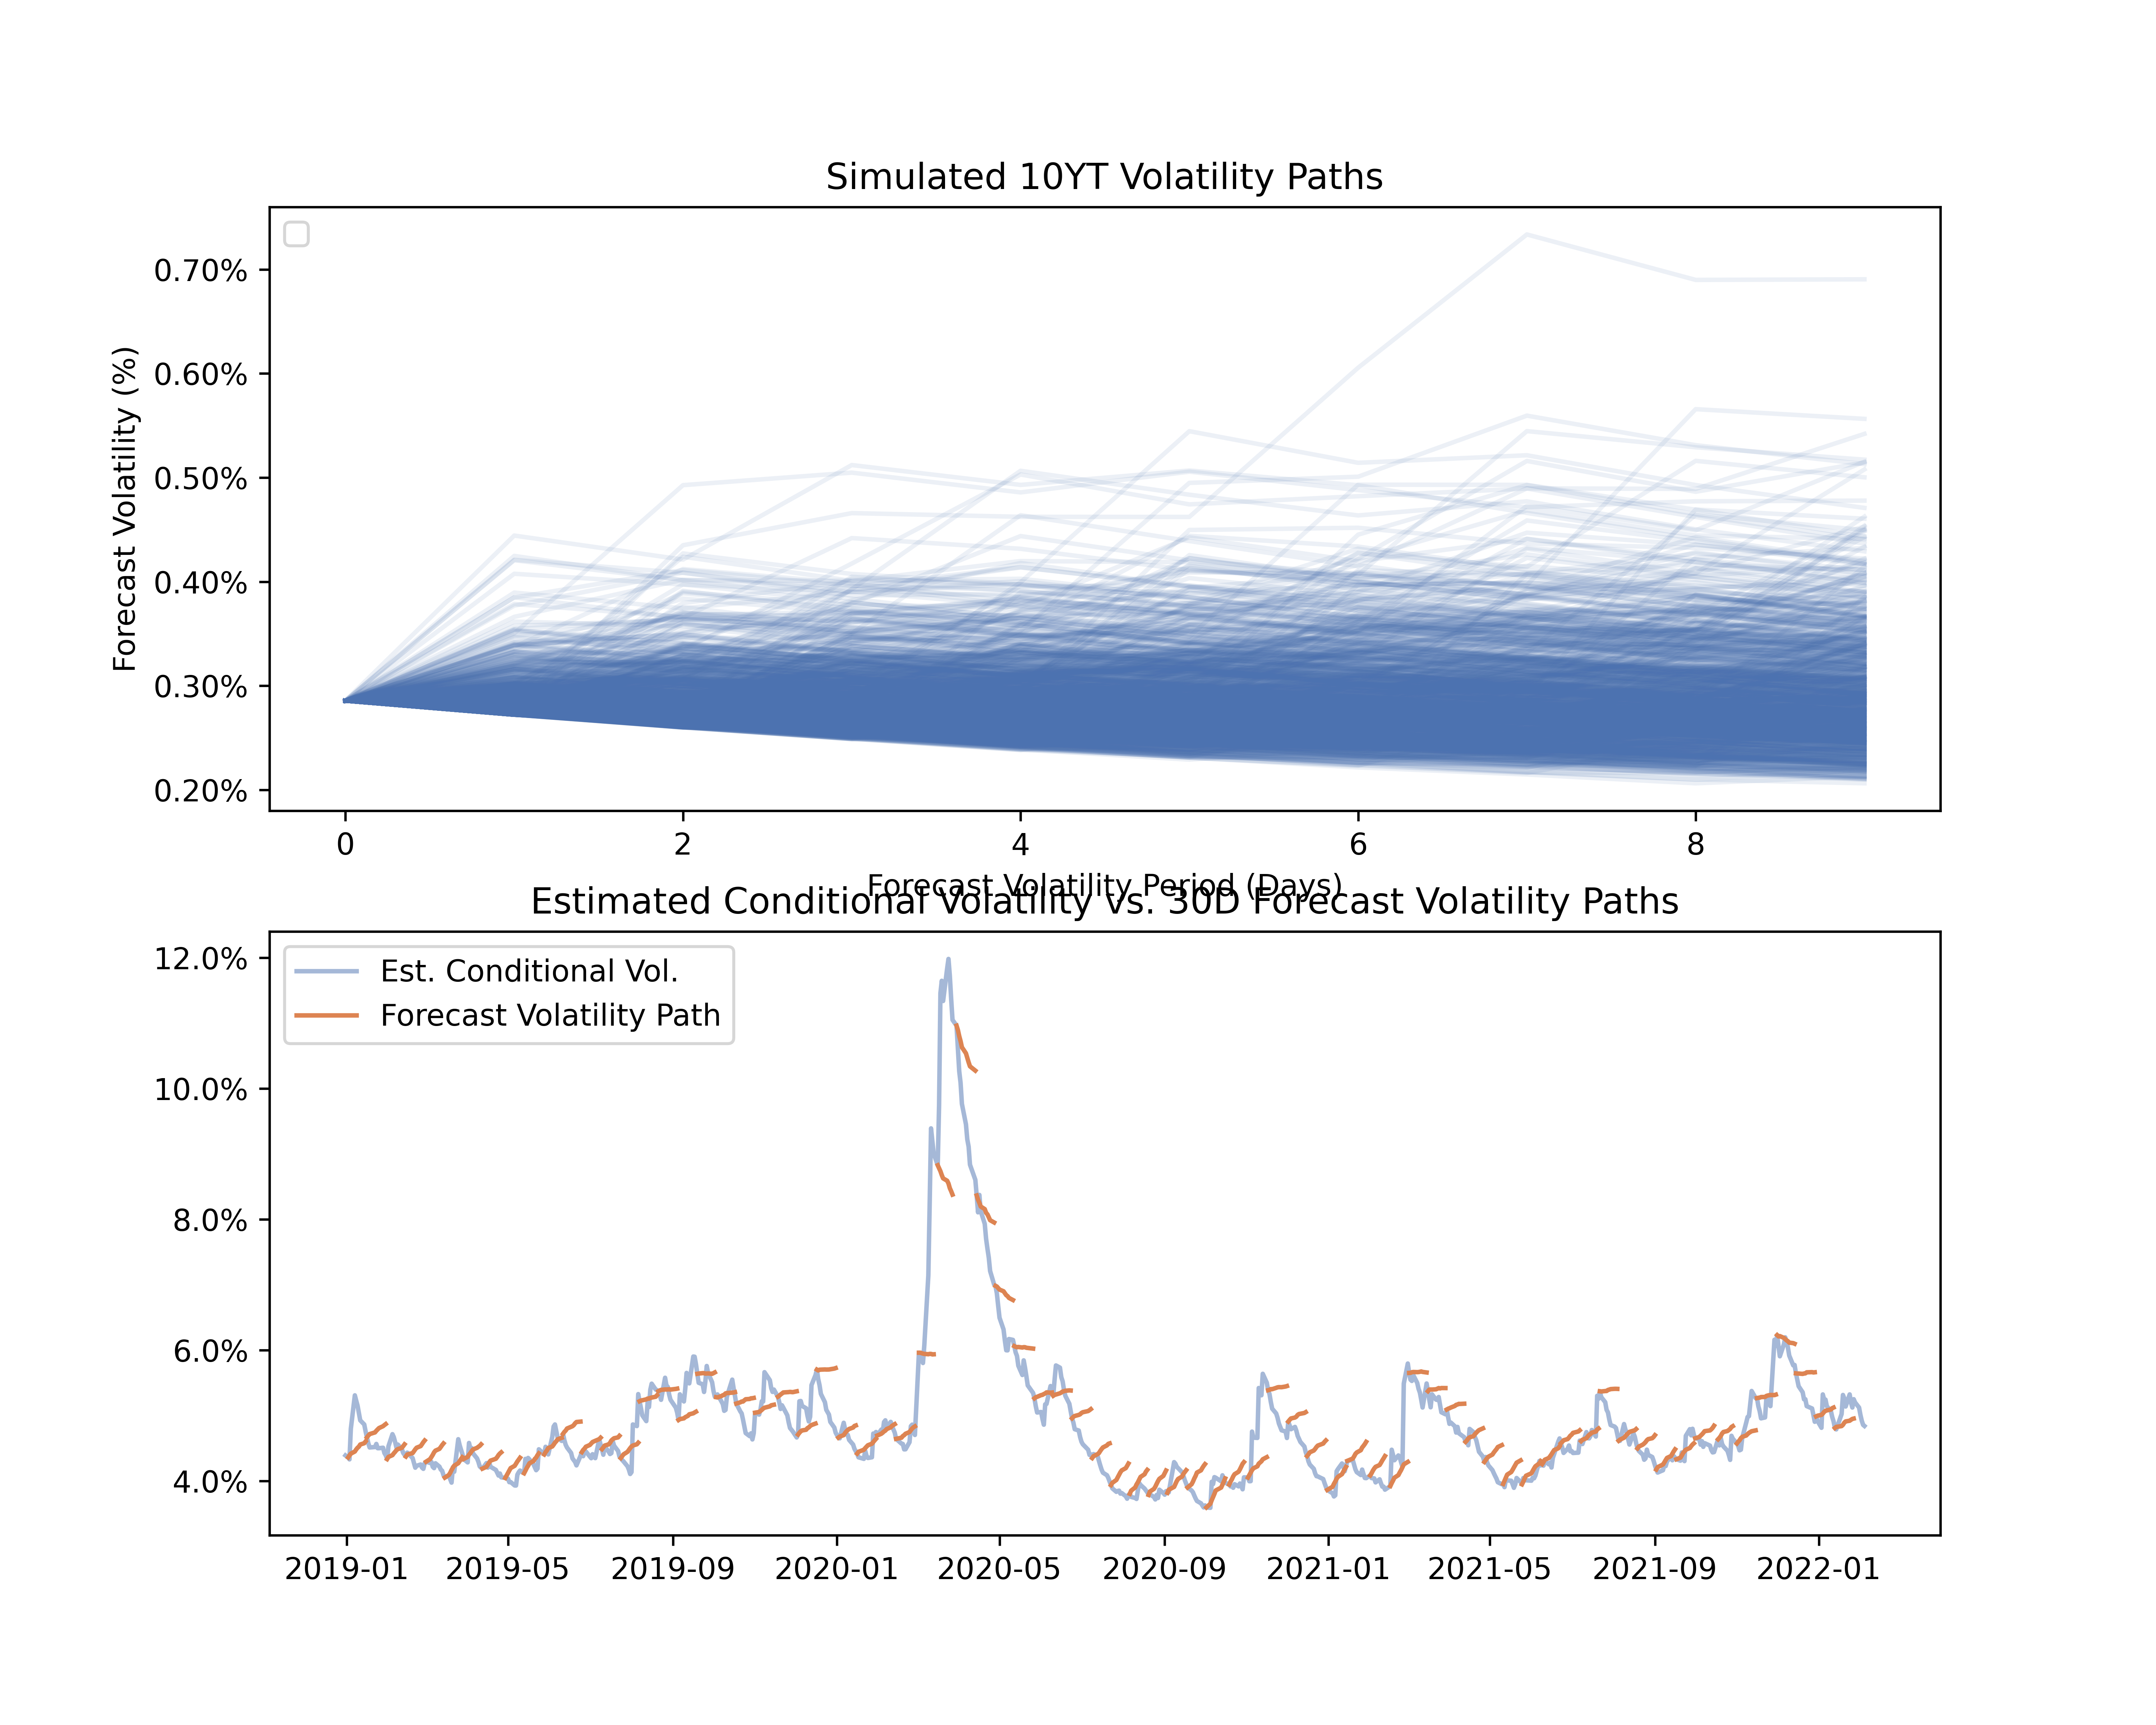 Simulated 10YT Volatility Paths
0.70%
0.60%
0.50%
0.40%
0.30%
0.20%
Forecast Volatility (%)
0 2 4 6 8
Forecast Volatility Period (Days)
Estimated Conditional Volatility vs. 30D Forecast Volatility Paths
Est. Conditional Vol.
Forecast Volatility Path
12.0%
10.0%
8.0%
6.0%
4.0%
2019-01 2019-05 2019-09 2020-01 2020-05 2020-09 2021-01 2021-05 2021-09 2022-01